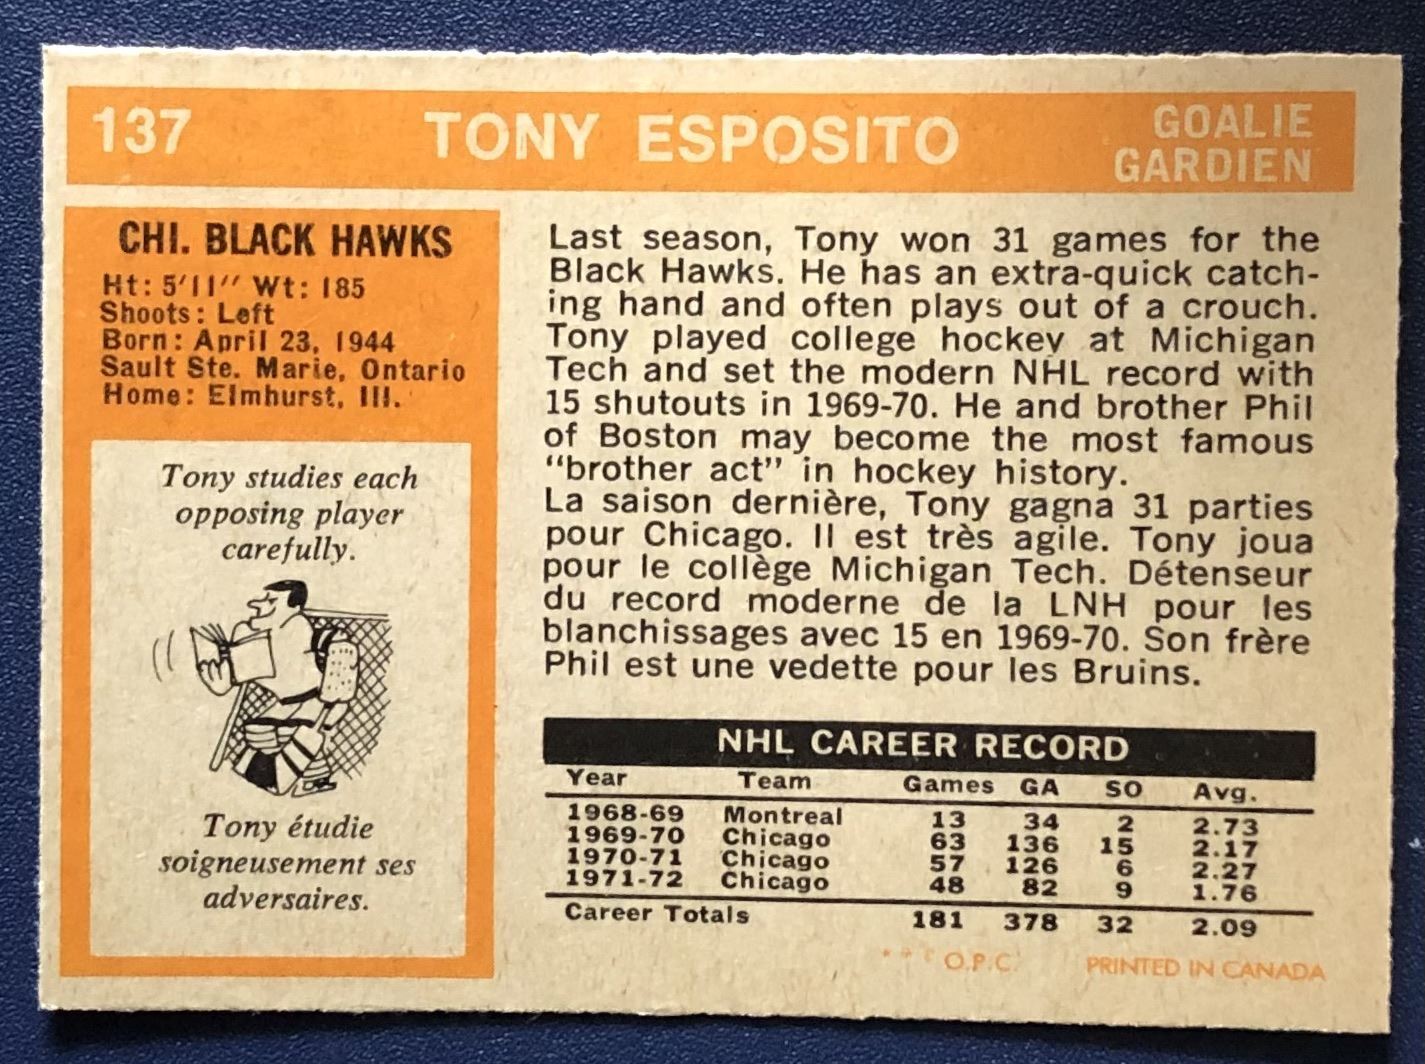 137
TONY ESPOSITO
GOALIE
GARDIEN
CHI. BLACK HAWKS
Ht: 5'11" Wt: 185
Shoots: Left
Born: April 23, 1944
Sault Ste. Marie, Ontario
Home: Elmhurst, Ill.
Tony studies each
opposing player
carefully.
Tony étudie
soigneusement ses
adversaires.
Last season, Tony won 31 games for the
Black Hawks. He has an extra-quick catch-
ing hand and often plays out of a crouch.
Tony played college hockey at Michigan
Tech and set the modern NHL record with
15 shutouts in 1969-70. He and brother Phil
of Boston may become the most famous
"brother act" in hockey history.
La saison dernière, Tony gagna 31 parties
pour Chicago. Il est très agile. Tony joua
pour le collège Michigan Tech. Détenseur
du record moderne de la LNH pour les
blanchissages avec 15 en 1969-70. Son frère
Phil est une vedette pour les Bruins.
NHL CAREER RECORD
Year Team Games GA SO Avg.
1968-69 Montreal 13 34 2 2.73
1969-70 Chicago 63 136 15 2.17
1970-71 Chicago 57 126 6 2.27
1971-72 Chicago 48 82 9 1.76
Career Totals 181 378 32 2.09
O.P.C. PRINTED IN CANADA